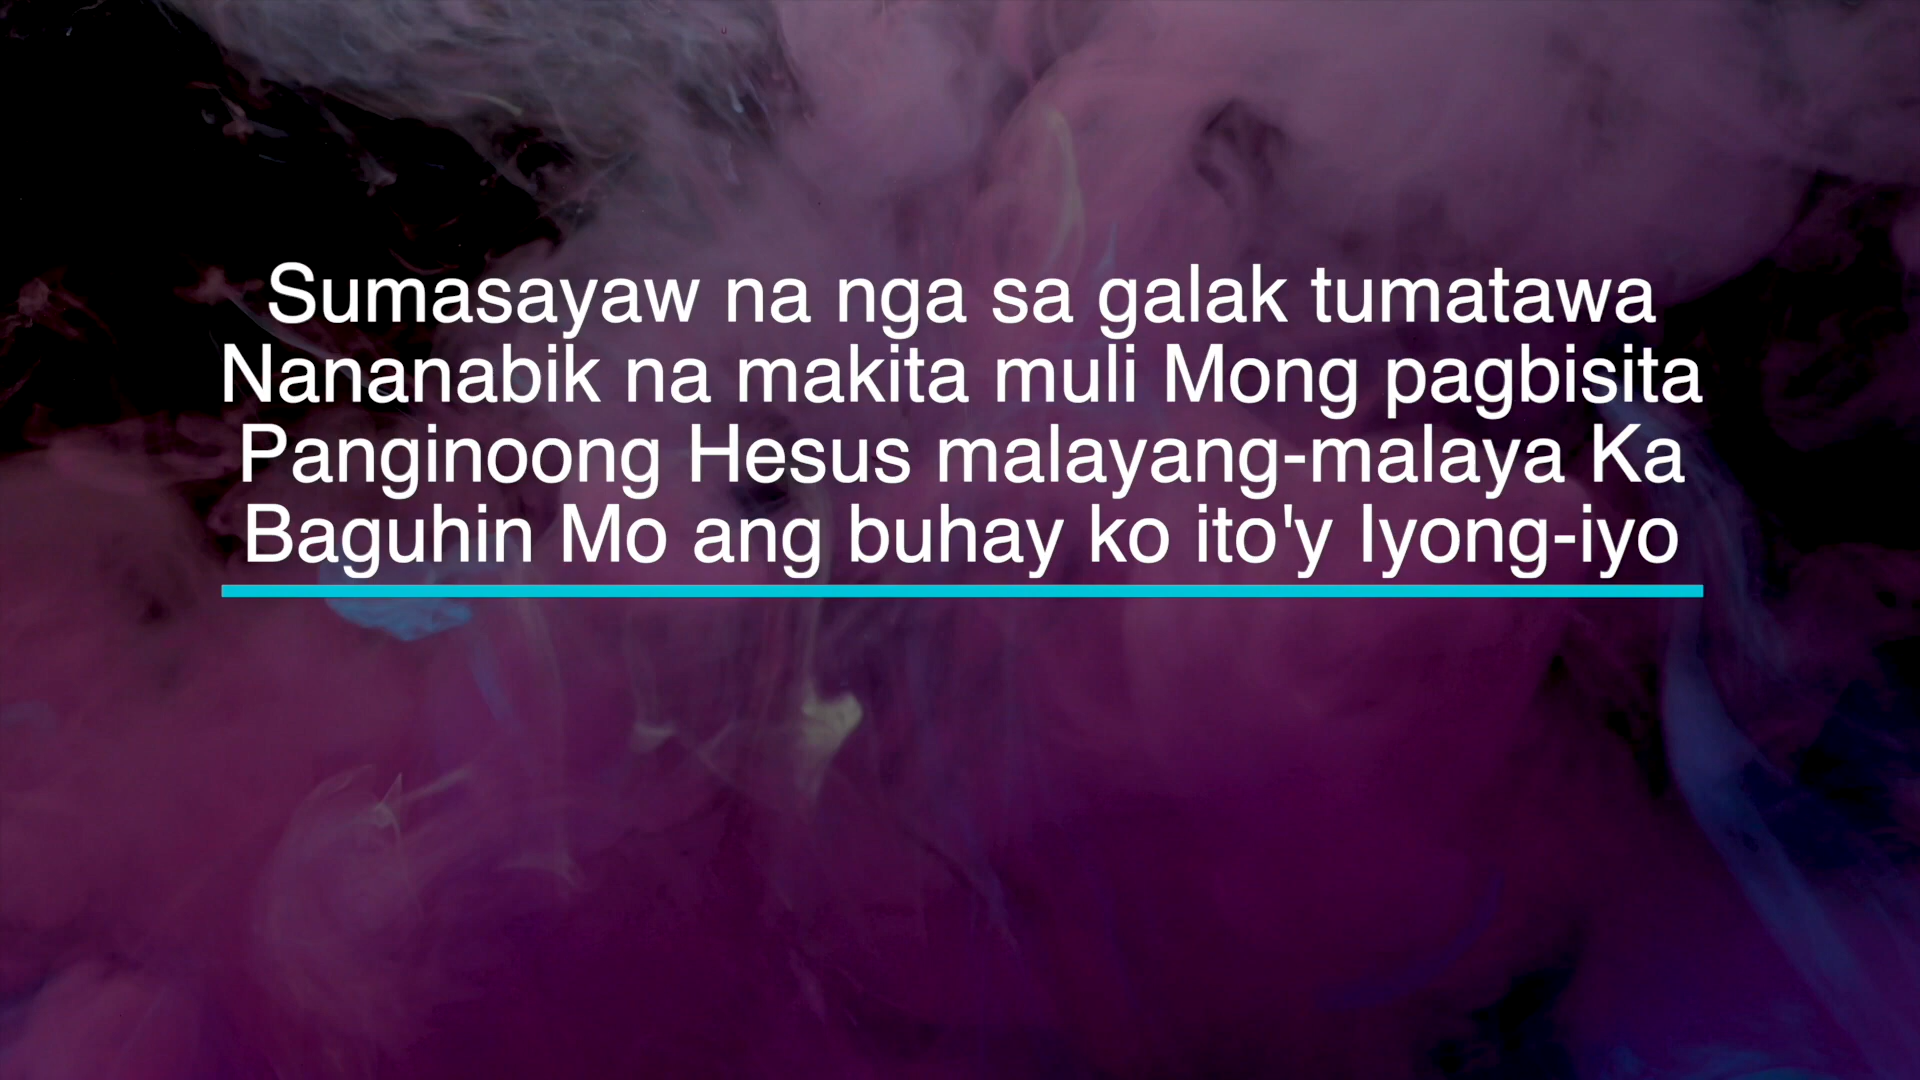 Sumasayaw na nga sa galak tumatawa
Nananabik na makita muli Mong pagbisita
Panginoong Hesus malayang-malaya Ka
Baguhin Mo ang buhay ko ito'y Iyong-iyo